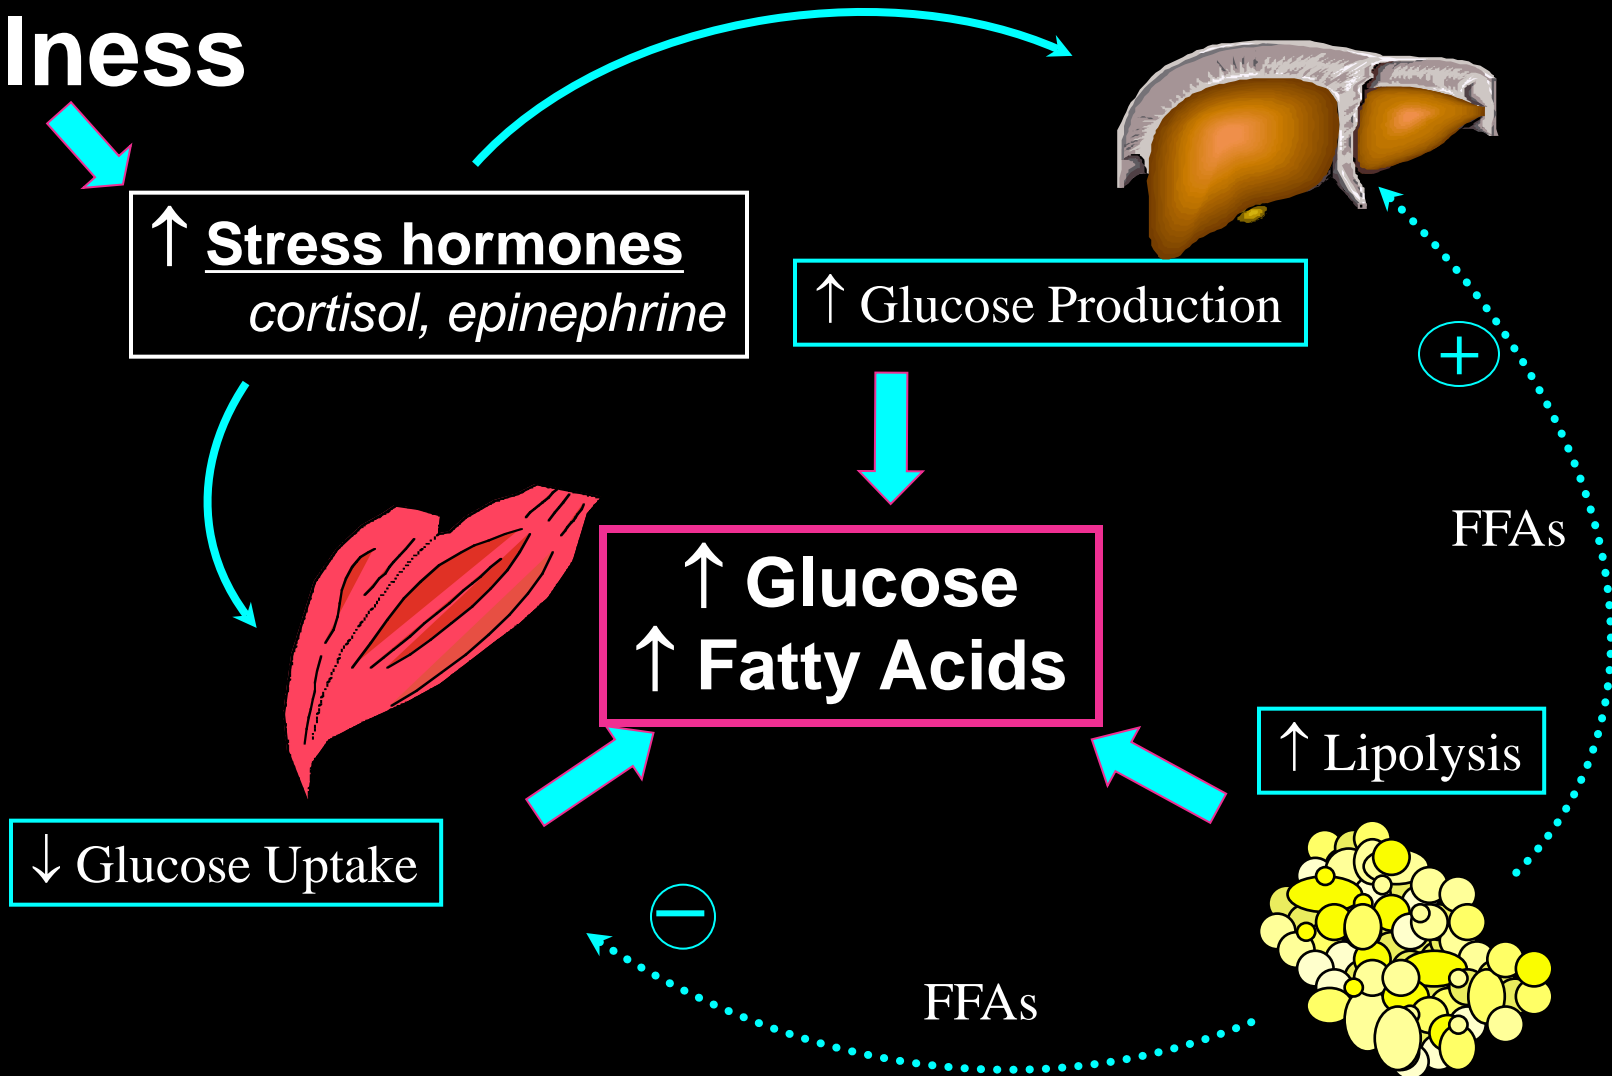 lness
↑ Stress hormones
cortisol, epinephrine
↑ Glucose Production
+
FFAs
↑ Glucose
↑ Fatty Acids
↑ Lipolysis
↓ Glucose Uptake
−
FFAs